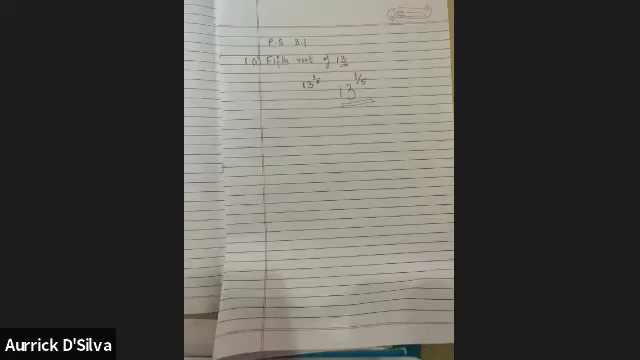 P.S 3.1
1.a) Fifth root of 13
13^1/5 13^1/5
Aurrick D'Silva